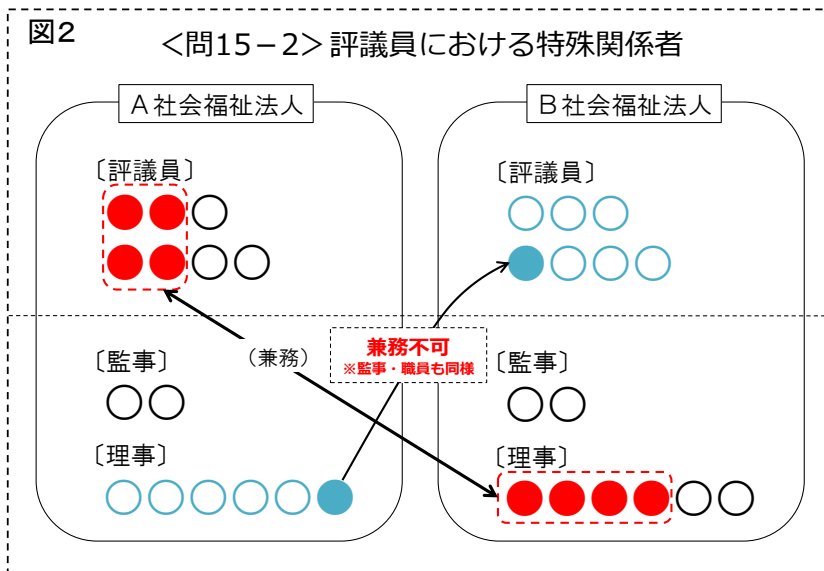 図2
<問15-2>評議員における特殊関係者
A社会福祉法人
B社会福祉法人
〔評議員〕
〔評議員〕
兼務不可
※監事・職員も同様
(兼務)
〔監事〕
〔監事〕
〔理事〕
〔理事〕